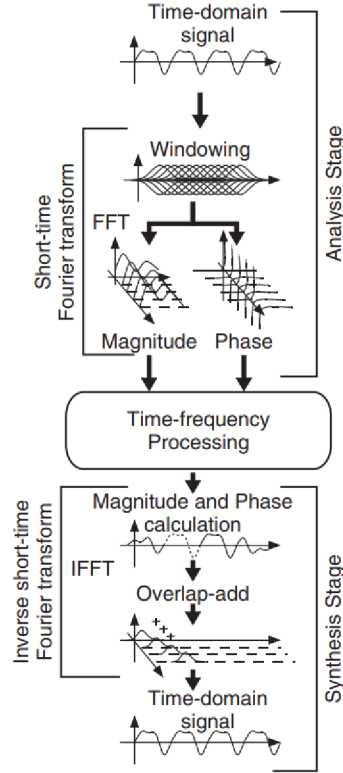 Time-domain
signal
Analysis Stage
Short-time
Fourier transform
Windowing
FFT
Magnitude
Phase
Time-frequency
Processing
Inverse short-time
Fourier transform
Synthesis Stage
Magnitude and Phase
calculation
IFFT
Overlap-add
+
+
+
Time-domain
signal